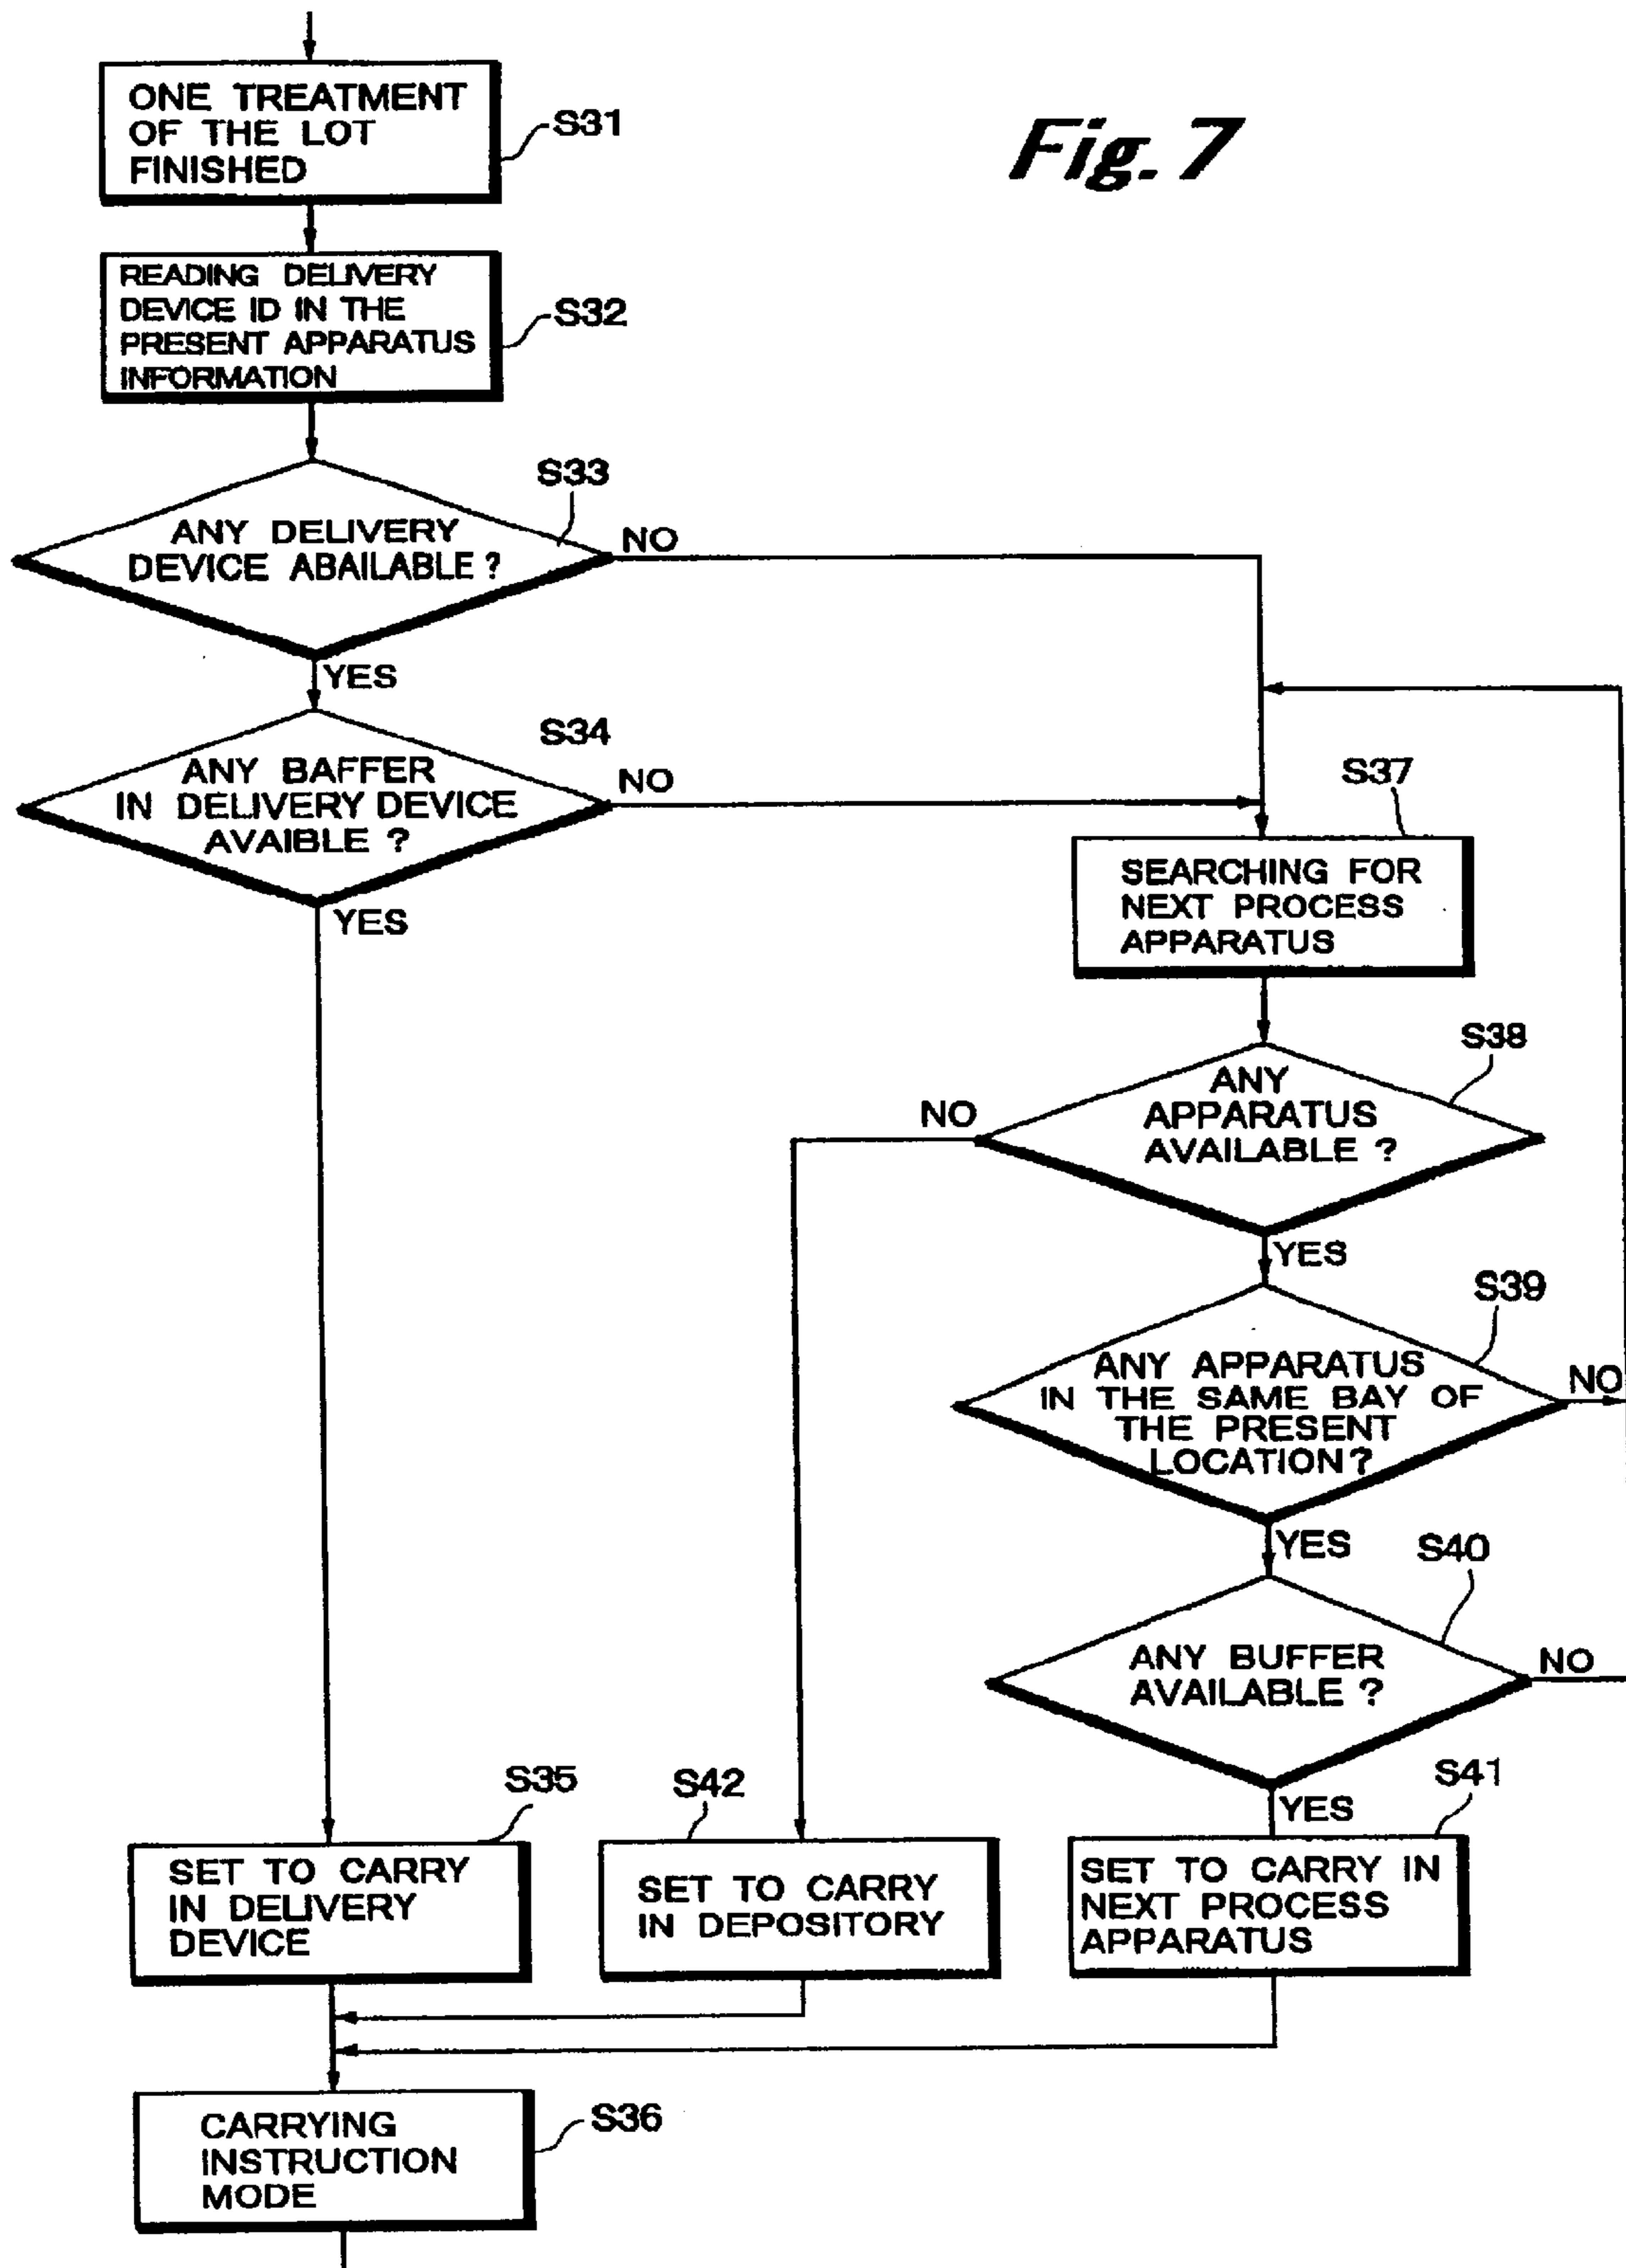 Fig. 7
ONE TREATMENT
OF THE LOT
FINISHED
S31
READING DELIVERY
DEVICE ID IN THE
PRESENT APPARATUS
INFORMATION
S32
S33
ANY DELIVERY
DEVICE ABAILABLE ?
NO
YES
S34
ANY BAFFER
IN DELIVERY DEVICE
AVAIBLE ?
NO
YES
S37
SEARCHING FOR
NEXT PROCESS
APPARATUS
S38
ANY
APPARATUS
AVAILABLE ?
NO
YES
S39
ANY APPARATUS
IN THE SAME BAY OF
THE PRESENT
LOCATION?
NO
YES
S40
ANY BUFFER
AVAILABLE ?
NO
YES
S35
SET TO CARRY
IN DELIVERY
DEVICE
S42
SET TO CARRY
IN DEPOSITORY
S41
SET TO CARRY IN
NEXT PROCESS
APPARATUS
CARRYING
INSTRUCTION
MODE
S36